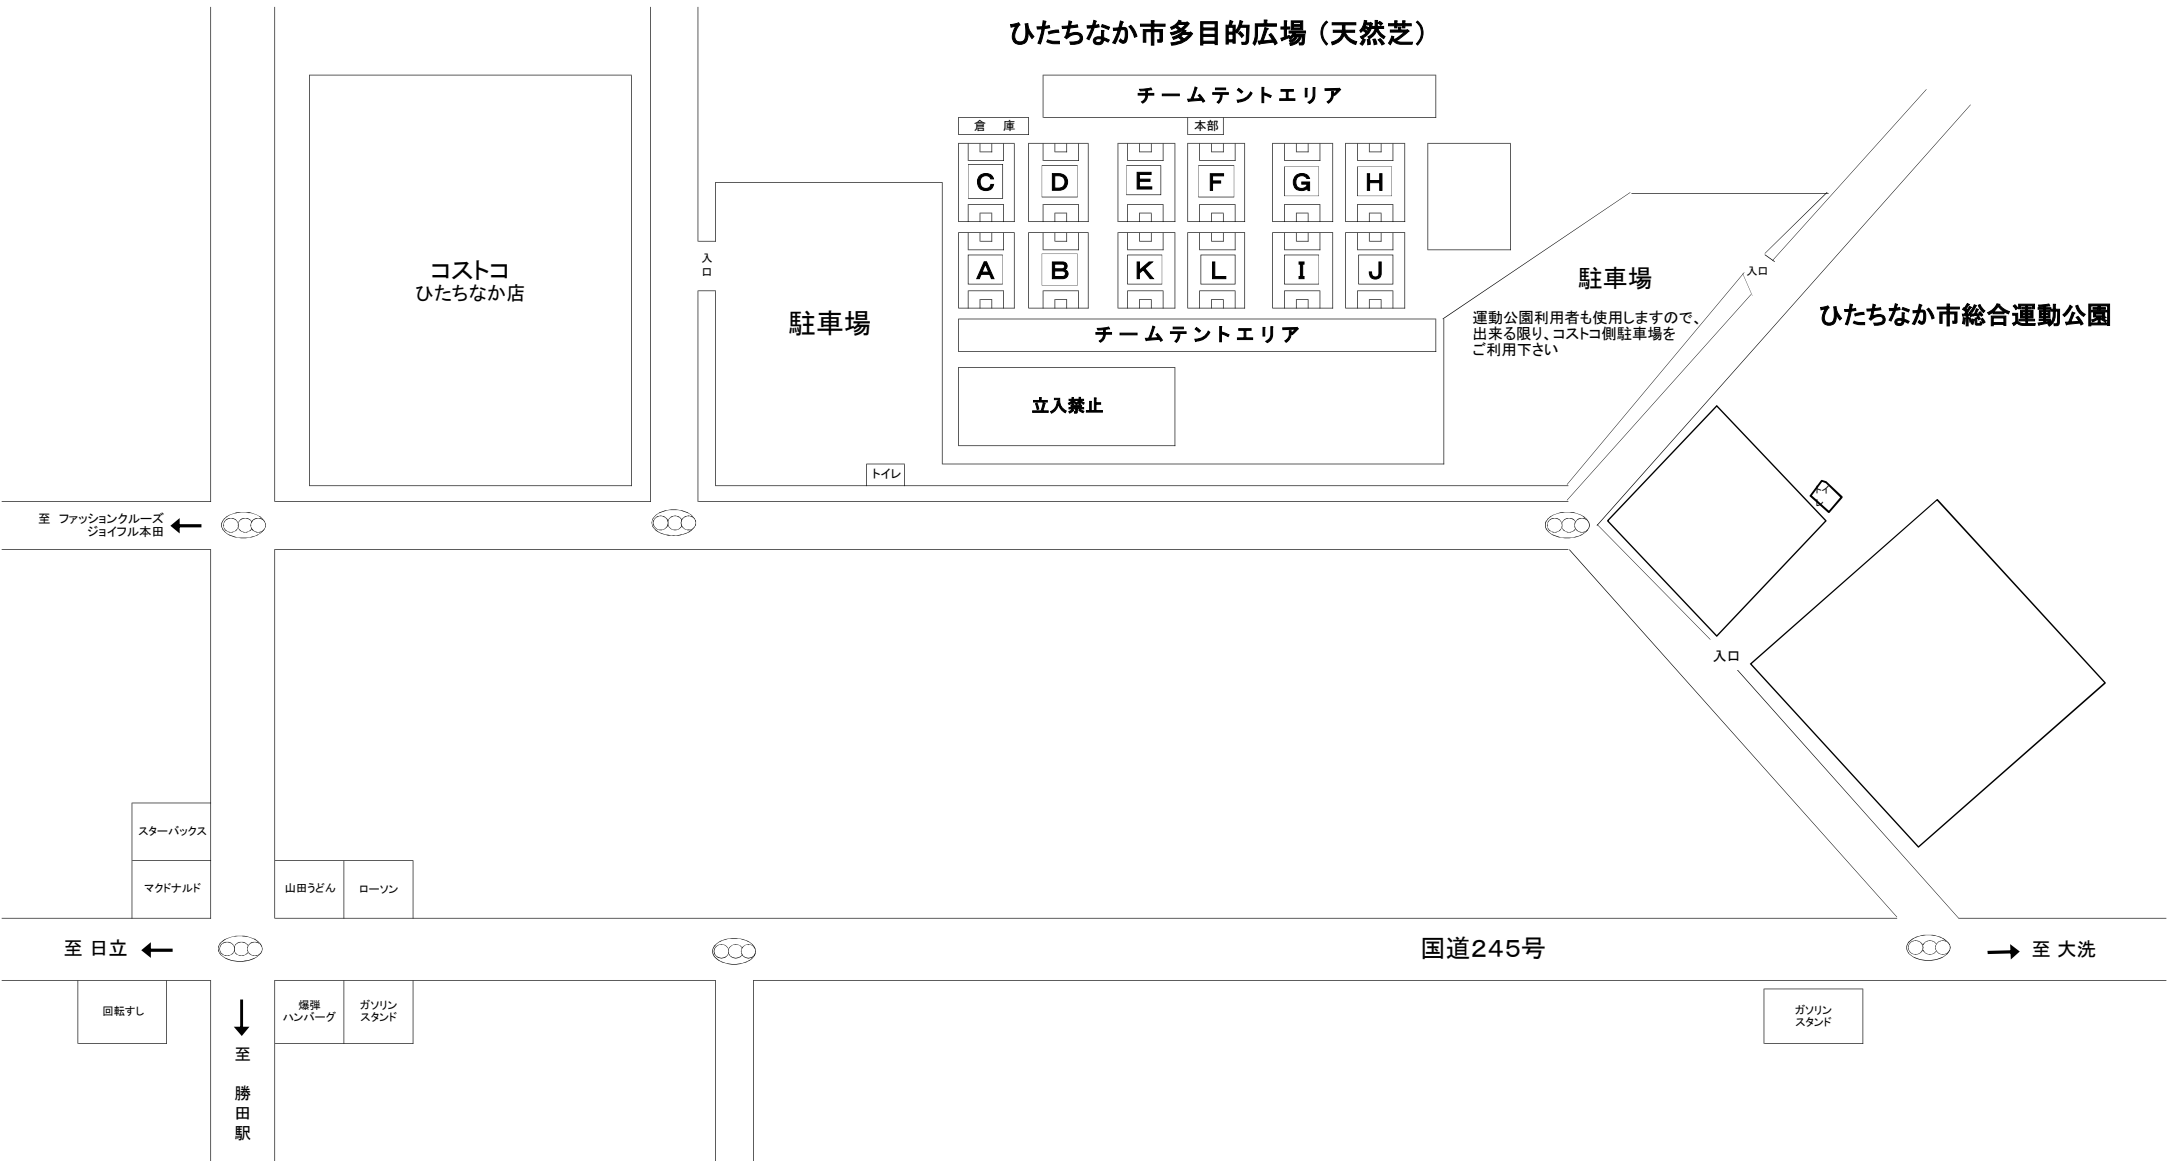 ひたちなか市多目的広場（天然芝）
チームテントエリア
倉　庫
本部
C
D
E
F
G
H
A
B
K
L
I
J
チームテントエリア
立入禁止
コストコ
ひたちなか店
入
口
駐車場
トイレ
駐車場
運動公園利用者も使用しますので、
出来る限り、コストコ側駐車場を
ご利用下さい
入口
ひたちなか市総合運動公園
トイ
レ
入口
至　ファッションクルーズ
ジョイフル本田
スターバックス
マクドナルド
山田うどん
ローソン
至 日立
国道245号
至 大洗
回転すし
爆弾
ハンバーグ
ガソリン
スタンド
ガソリン
スタンド
至
勝
田
駅